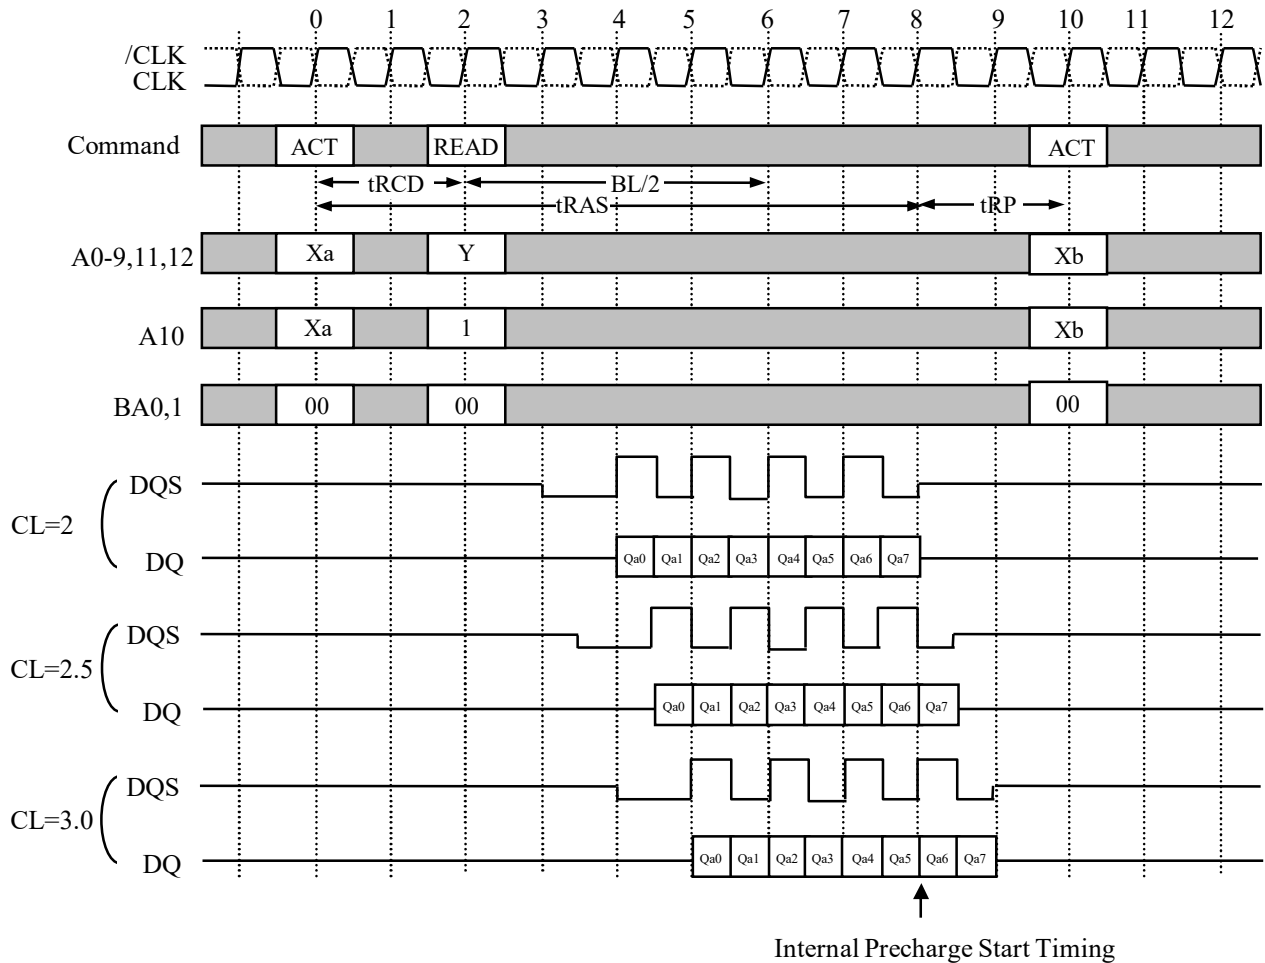 0 1 2 3 4 5 6 7 8 9 10 11 12
/CLK
CLK
Command ACT READ ACT
tRCD BL/2
tRAS tRP
A0-9,11,12 Xa Y Xb
A10 Xa 1 Xb
BA0,1 00 00 00
DQS
CL=2
DQ Qa0 Qa1 Qa2 Qa3 Qa4 Qa5 Qa6 Qa7
DQS
CL=2.5
DQ Qa0 Qa1 Qa2 Qa3 Qa4 Qa5 Qa6 Qa7
DQS
CL=3.0
DQ Qa0 Qa1 Qa2 Qa3 Qa4 Qa5 Qa6 Qa7
Internal Precharge Start Timing